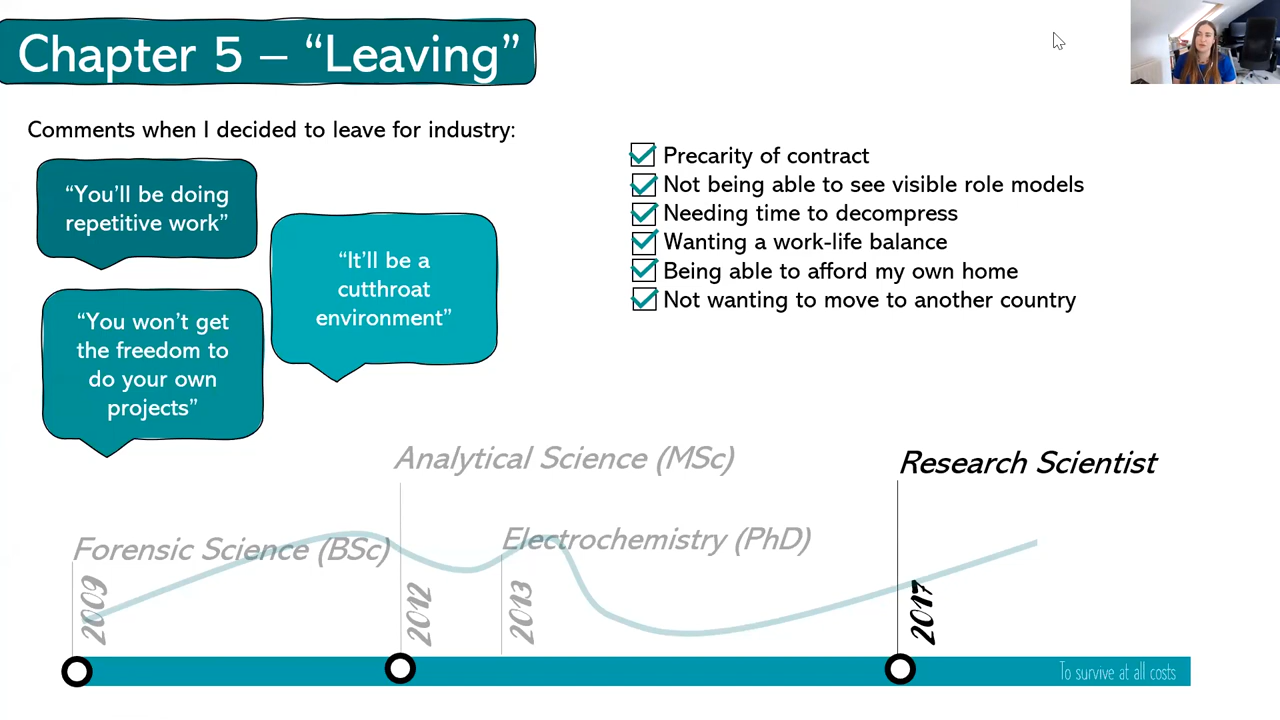 Chapter 5 – “Leaving”
Comments when I decided to leave for industry:
“You’ll be doing
repetitive work”
“It’ll be a
cutthroat
environment”
“You won’t get
the freedom to
do your own
projects”
Precarity of contract
Not being able to see visible role models
Needing time to decompress
Wanting a work-life balance
Being able to afford my own home
Not wanting to move to another country
Analytical Science (MSc)
Research Scientist
Forensic Science (BSc)
Electrochemistry (PhD)
2009
2012
2013
2017
To survive at all costs